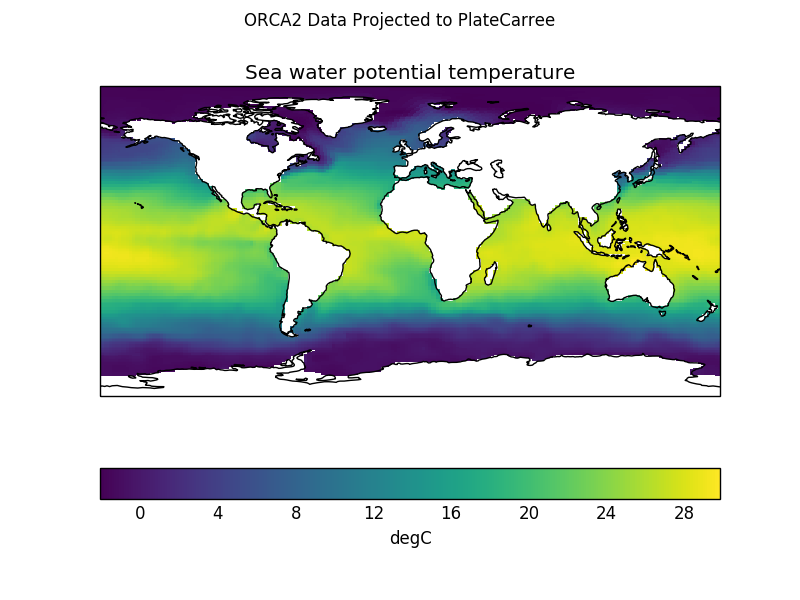 ORCA2 Data Projected to PlateCarree
Sea water potential temperature
0 4 8 12 16 20 24 28
degC